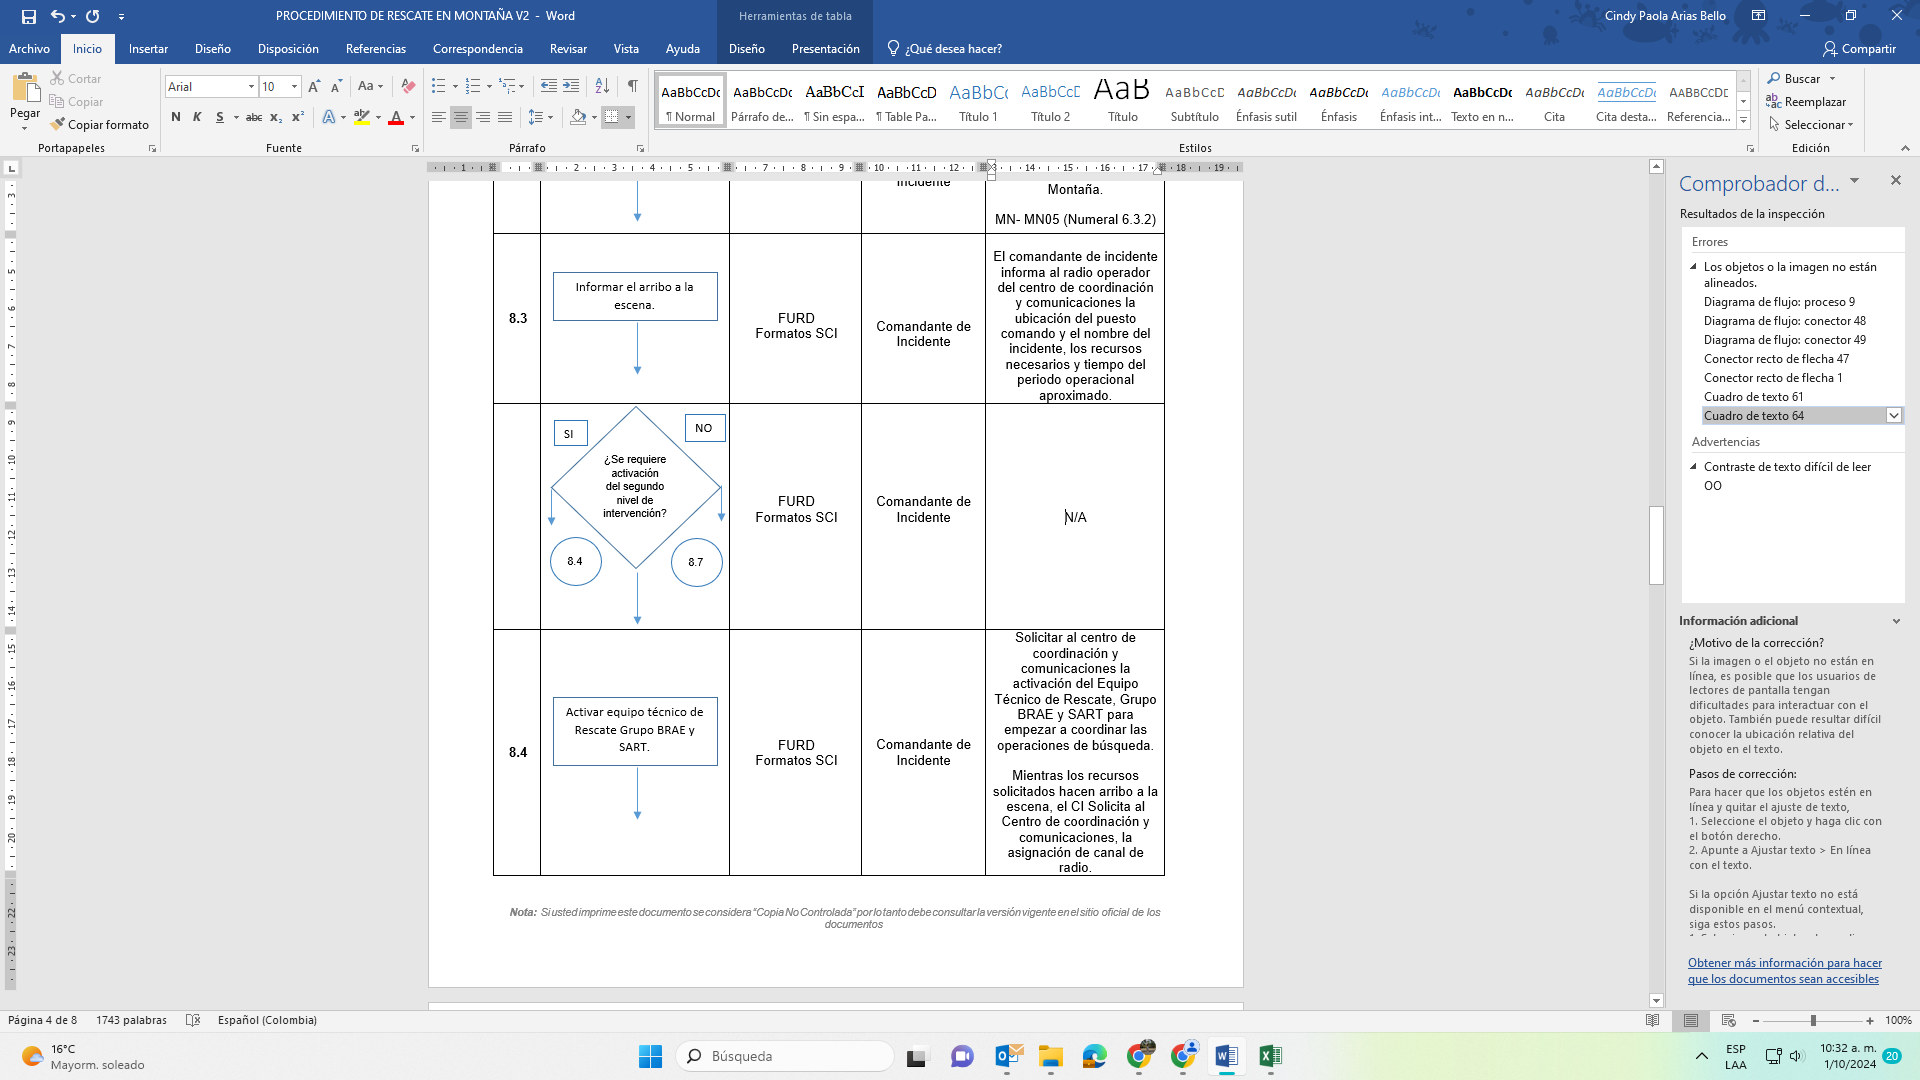 PROCEDIMIENTO DE RESCATE EN MONTAÑA V2 - Word
Herramientas de tabla
Cindy Paola Arias Bello
Archivo
Inicio
Insertar
Diseño
Disposición
Referencias
Correspondencia
Revisar
Vista
Ayuda
Diseño
Presentación
¿Qué desea hacer?
Compartir
Pegar
Cortar
Copiar
Copiar formato
Portapapeles
Arial
10
Aa
N K S abc x₂ x²
Fuente
Párrafo
AaBbCcDc
¶ Normal
AaBbCcDc
Párrafo de...
AaBbCcI
¶ Sin espa...
AaBbCcD
¶ Table Pa...
AaBbCc
Título 1
AaBbCcD
Título 2
AaB
Título
AaBbCcD
Subtítulo
AaBbCcDc
Énfasis sutil
AaBbCcDc
Énfasis
AaBbCcDc
Énfasis int...
AaBbCcDc
Texto en n...
AaBbCcDc
Cita
AaBbCcDc
Cita desta...
AABBCCDE
Referencia...
Estilos
Buscar
Reemplazar
Seleccionar
Edición
Incidente
Montaña.
MN- MN05 (Numeral 6.3.2)
8.3
Informar el arribo a la
escena.
FURD
Formatos SCI
Comandante de
Incidente
El comandante de incidente
informa al radio operador
del centro de coordinación
y comunicaciones la
ubicación del puesto
comando y el nombre del
incidente, los recursos
necesarios y tiempo del
periodo operacional
aproximado.
SI
NO
¿Se requiere
activación
del segundo
nivel de
intervención?
8.4
8.7
FURD
Formatos SCI
Comandante de
Incidente
N/A
8.4
Activar equipo técnico de
Rescate Grupo BRAE y
SART.
FURD
Formatos SCI
Comandante de
Incidente
Solicitar al centro de
coordinación y
comunicaciones la
activación del Equipo
Técnico de Rescate, Grupo
BRAE y SART para
empezar a coordinar las
operaciones de búsqueda.
Mientras los recursos
solicitados hacen arribo a la
escena, el CI Solicita al
Centro de coordinación y
comunicaciones, la
asignación de canal de
radio.
Nota: Si usted imprime este documento se considera “Copia No Controlada” por lo tanto debe consultar la versión vigente en el sitio oficial de los
documentos
Comprobador d...
Resultados de la inspección
Errores
Los objetos o la imagen no están
alineados.
Diagrama de flujo: proceso 9
Diagrama de flujo: conector 48
Diagrama de flujo: conector 49
Conector recto de flecha 47
Conector recto de flecha 1
Cuadro de texto 61
Cuadro de texto 64
Advertencias
Contraste de texto difícil de leer
OO
Información adicional
¿Motivo de la corrección?
Si la imagen o el objeto no están en
línea, es posible que los usuarios de
lectores de pantalla tengan
dificultades para interactuar con el
objeto. También puede resultar difícil
conocer la ubicación relativa del
objeto en el texto.
Pasos de corrección:
Para hacer que los objetos estén en
línea y quitar el ajuste de texto,
1. Seleccione el objeto y haga clic con
el botón derecho.
2. Apunte a Ajustar texto > En línea
con el texto.
Si la opción Ajustar texto no está
disponible en el menú contextual,
siga estos pasos.
Obtener más información para hacer
que los documentos sean accesibles
Página 4 de 8
1743 palabras
Español (Colombia)
100%
16°C
Mayorm. soleado
Búsqueda
ESP
LAA
10:32 a. m.
1/10/2024
20